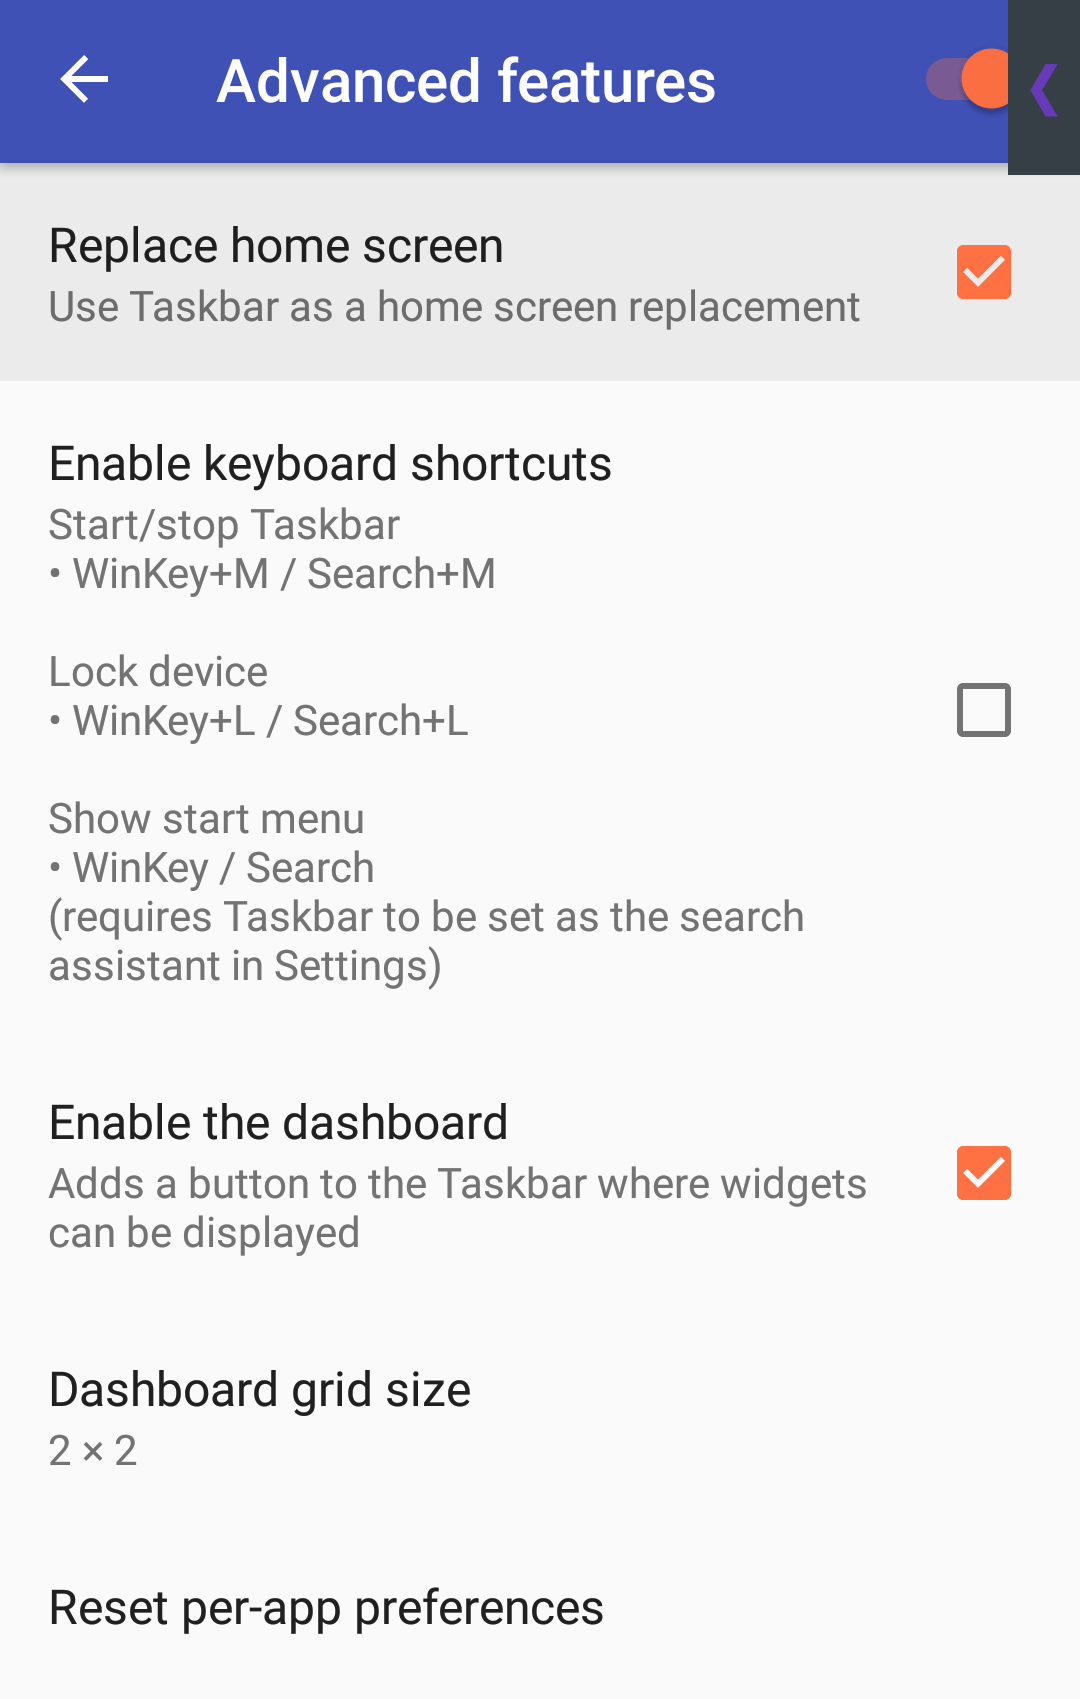 Advanced features
Replace home screen
Use Taskbar as a home screen replacement
Enable keyboard shortcuts
Start/stop Taskbar
• WinKey+M / Search+M
Lock device
• WinKey+L / Search+L
Show start menu
• WinKey / Search
(requires Taskbar to be set as the search
assistant in Settings)
Enable the dashboard
Adds a button to the Taskbar where widgets
can be displayed
Dashboard grid size
2 × 2
Reset per-app preferences